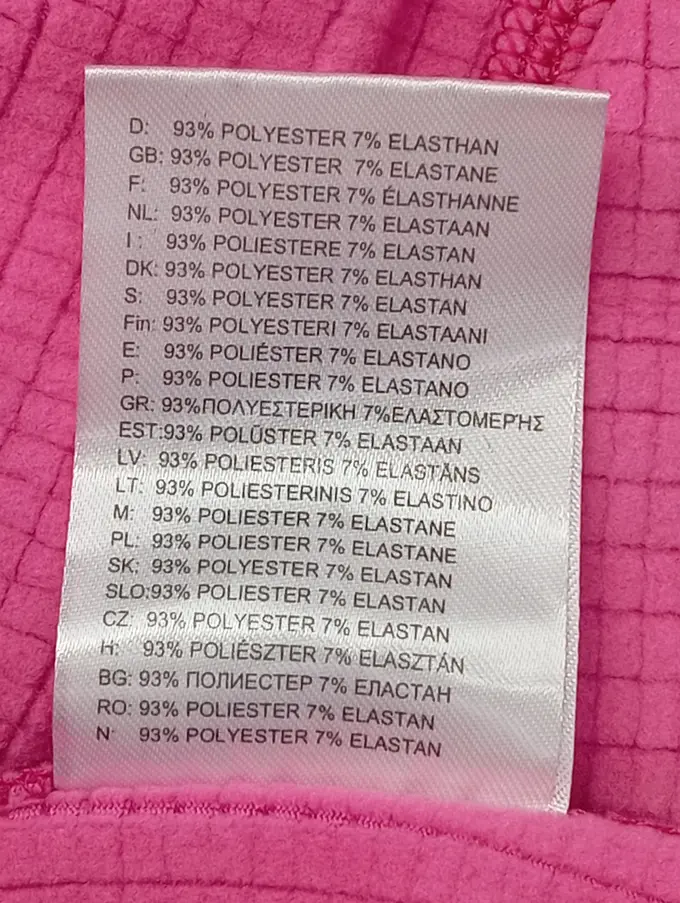 D: 93% POLYESTER 7% ELASTHAN
GB: 93% POLYESTER 7% ELASTANE
F: 93% POLYESTER 7% ÉLASTHANNE
NL: 93% POLYESTER 7% ELASTAAN
I : 93% POLIESTERE 7% ELASTAN
DK: 93% POLYESTER 7% ELASTHAN
S: 93% POLYESTER 7% ELASTAN
Fin: 93% POLYESTERI 7% ELASTAANI
E: 93% POLIÉSTER 7% ELASTANO
P: 93% POLIÉSTER 7% ELASTANO
GR: 93%ΠΟΛΥΕΣΤΕΡΙΚΗ 7%ΕΛΑΣΤΟΜΕΡΉΣ
EST:93% POLÜSTER 7% ELASTAAN
LV: 93% POLIESTERIS 7% ELASTĀNS
LT: 93% POLIESTERINIS 7% ELASTINO
M: 93% POLIESTER 7% ELASTANE
PL: 93% POLIESTER 7% ELASTANE
SK: 93% POLYESTER 7% ELASTAN
SLO:93% POLIESTER 7% ELASTAN
CZ: 93% POLYESTER 7% ELASTAN
H: 93% POLIÉSZTER 7% ELASZTÁN
BG: 93% ПОЛИЕСТЕР 7% ЕЛАСТАН
RO: 93% POLIESTER 7% ELASTAN
N: 93% POLYESTER 7% ELASTAN